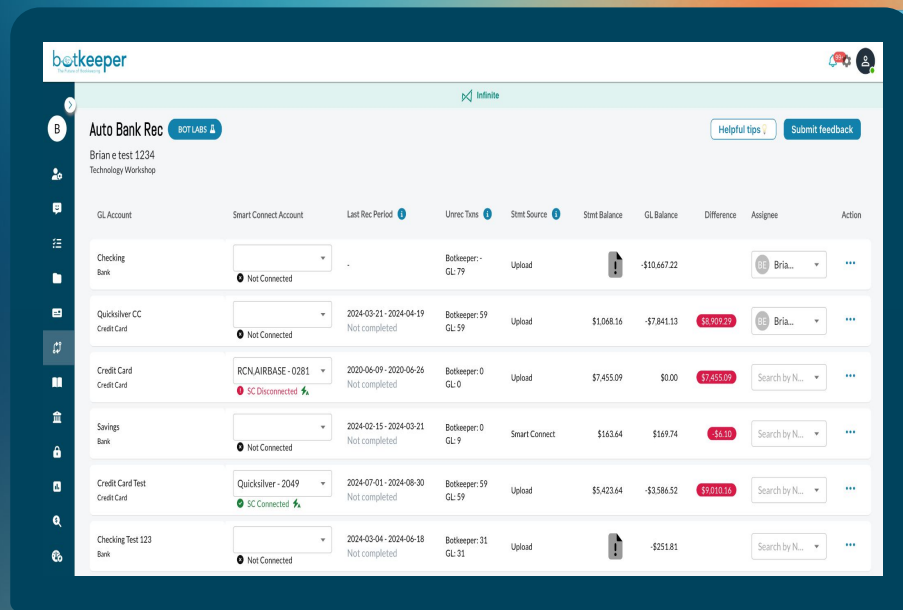 botkeeper
The Future of Bookkeeping
99+
Infinite
B
Auto Bank Rec BOT LABS
Helpful tips Submit feedback
Brian e test 1234
Technology Workshop
GL Account Smart Connect Account Last Rec Period Unrec Txns Stmt Source Stmt Balance GL Balance Difference Assignee Action
Checking
Bank
Not Connected
-
Botkeeper: -
GL: 79
Upload
-$10,667.22
BE Bria...
Quicksilver CC
Credit Card
Not Connected
2024-03-21 - 2024-04-19
Not completed
Botkeeper: 59
GL: 59
Upload
$1,068.16
-$7,841.13
$8,909.29
BE Bria...
Credit Card
Credit Card
RCN,AIRBASE - 0281
SC Disconnected
2020-06-09 - 2020-06-26
Not completed
Botkeeper: 0
GL: 0
Upload
$7,455.09
$0.00
$7,455.09
Search by N...
Savings
Bank
Not Connected
2024-02-15 - 2024-03-21
Not completed
Botkeeper: 0
GL: 9
Smart Connect
$163.64
$169.74
-$6.10
Search by N...
Credit Card Test
Credit Card
Quicksilver - 2049
SC Connected
2024-07-01 - 2024-08-30
Not completed
Botkeeper: 59
GL: 59
Upload
$5,423.64
-$3,586.52
$9,010.16
Search by N...
Checking Test 123
Bank
Not Connected
2024-03-04 - 2024-06-18
Not completed
Botkeeper: 31
GL: 31
Upload
-$251.81
Search by N...